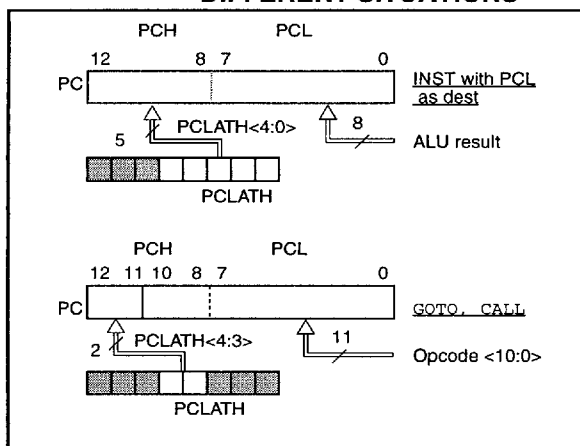 DIFFERENT SITUATIONS
PCH PCL
12 8 7 0
PC
INST with PCL
as dest
5 PCLATH<4:0> 8
ALU result
PCLATH
PCH PCL
12 11 10 8 7 0
PC
GOTO, CALL
2 PCLATH<4:3> 11
Opcode <10:0>
PCLATH